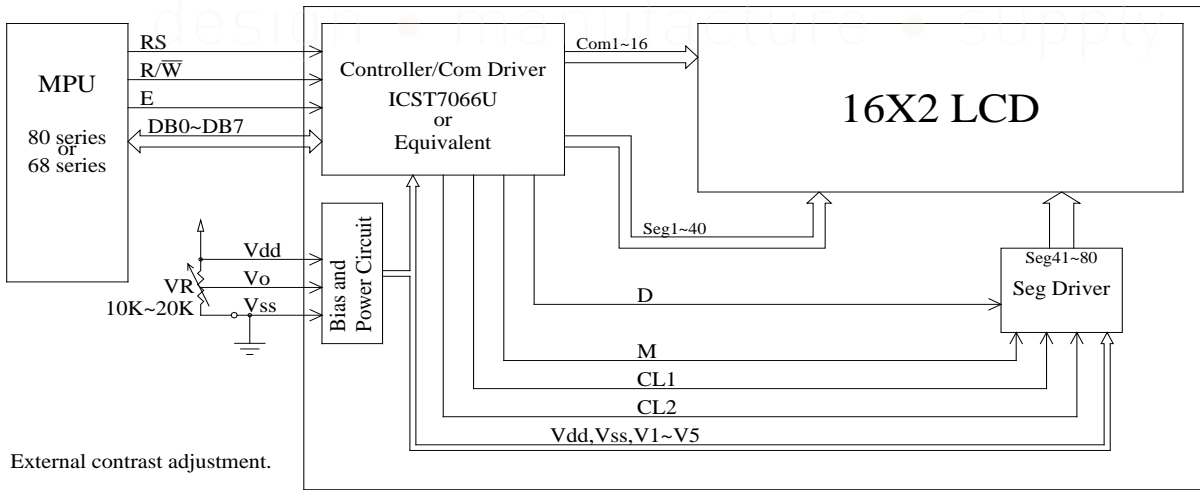 design • manufacture • supply
MPU
80 series
or
68 series
RS
R/W̅
E
DB0~DB7
Controller/Com Driver
ICST7066U
or
Equivalent
Com1~16
16X2 LCD
Seg1~40
Seg41~80
Seg Driver
Bias and
Power Circuit
Vdd
VR
Vo
10K~20K
Vss
D
M
CL1
CL2
Vdd,Vss,V1~V5
External contrast adjustment.